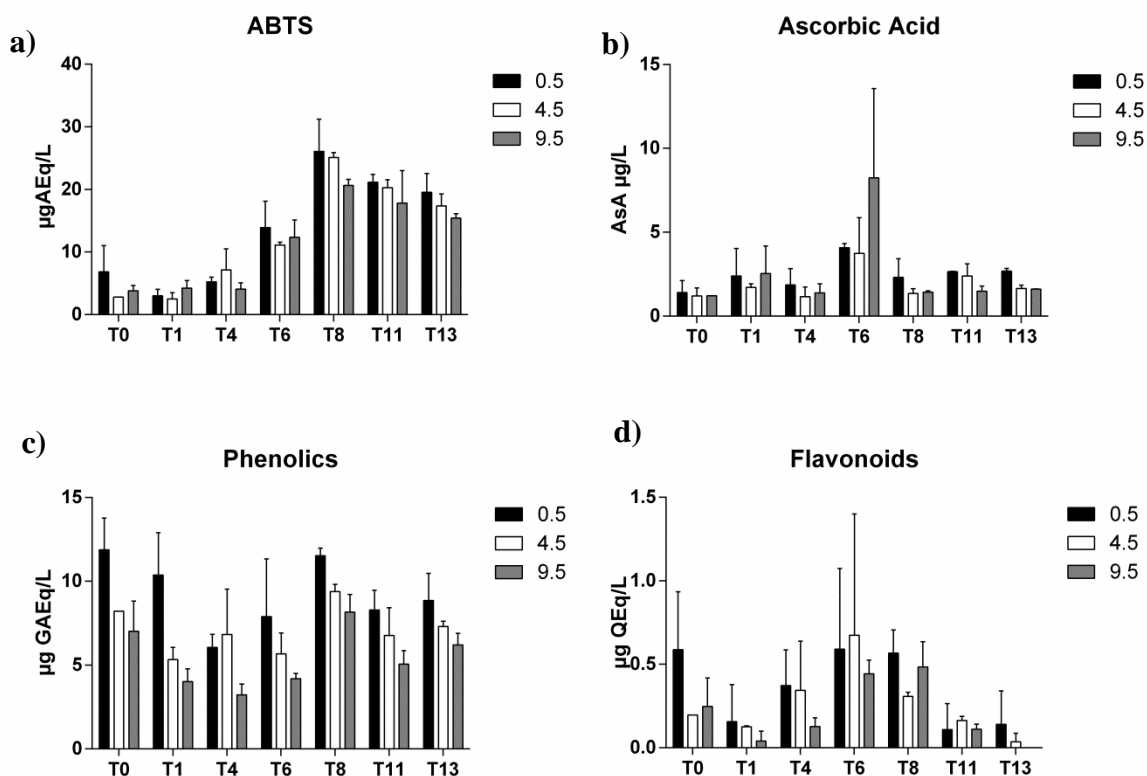 a)
ABTS
µgAEq/L
40
30
20
10
0
T0 T1 T4 T6 T8 T11 T13
0.5
4.5
9.5
b)
Ascorbic Acid
AsA µg/L
15
10
5
0
T0 T1 T4 T6 T8 T11 T13
0.5
4.5
9.5
c)
Phenolics
µg GAEq/L
15
10
5
0
T0 T1 T4 T6 T8 T11 T13
0.5
4.5
9.5
d)
Flavonoids
µg QEq/L
1.5
1.0
0.5
0.0
T0 T1 T4 T6 T8 T11 T13
0.5
4.5
9.5